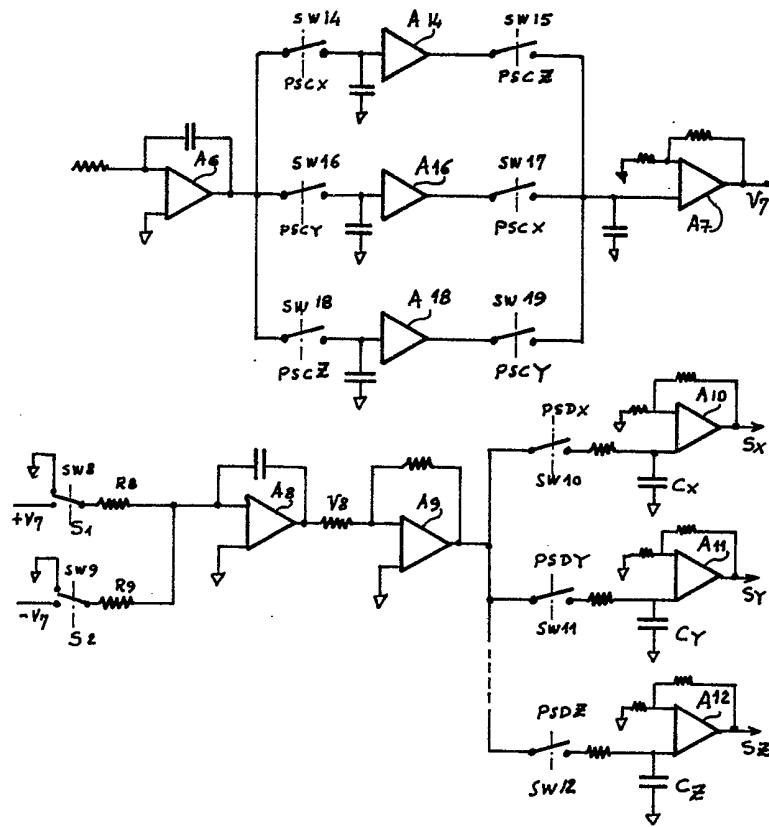 SW14 A14 SW15
PSCX PSCZ
A6 SW16 A16 SW17
PSCY PSCX A7 V7
SW18 A18 SW19
PSCZ PSCY
PSDX A10 SX
SW10 CX
SW8 R8 A8 V8 A9
+V7 S1
SW9 R9
-V7 S2
PSDY A11 SY
SW11 CY
PSDZ A12 SZ
SW12 CZ